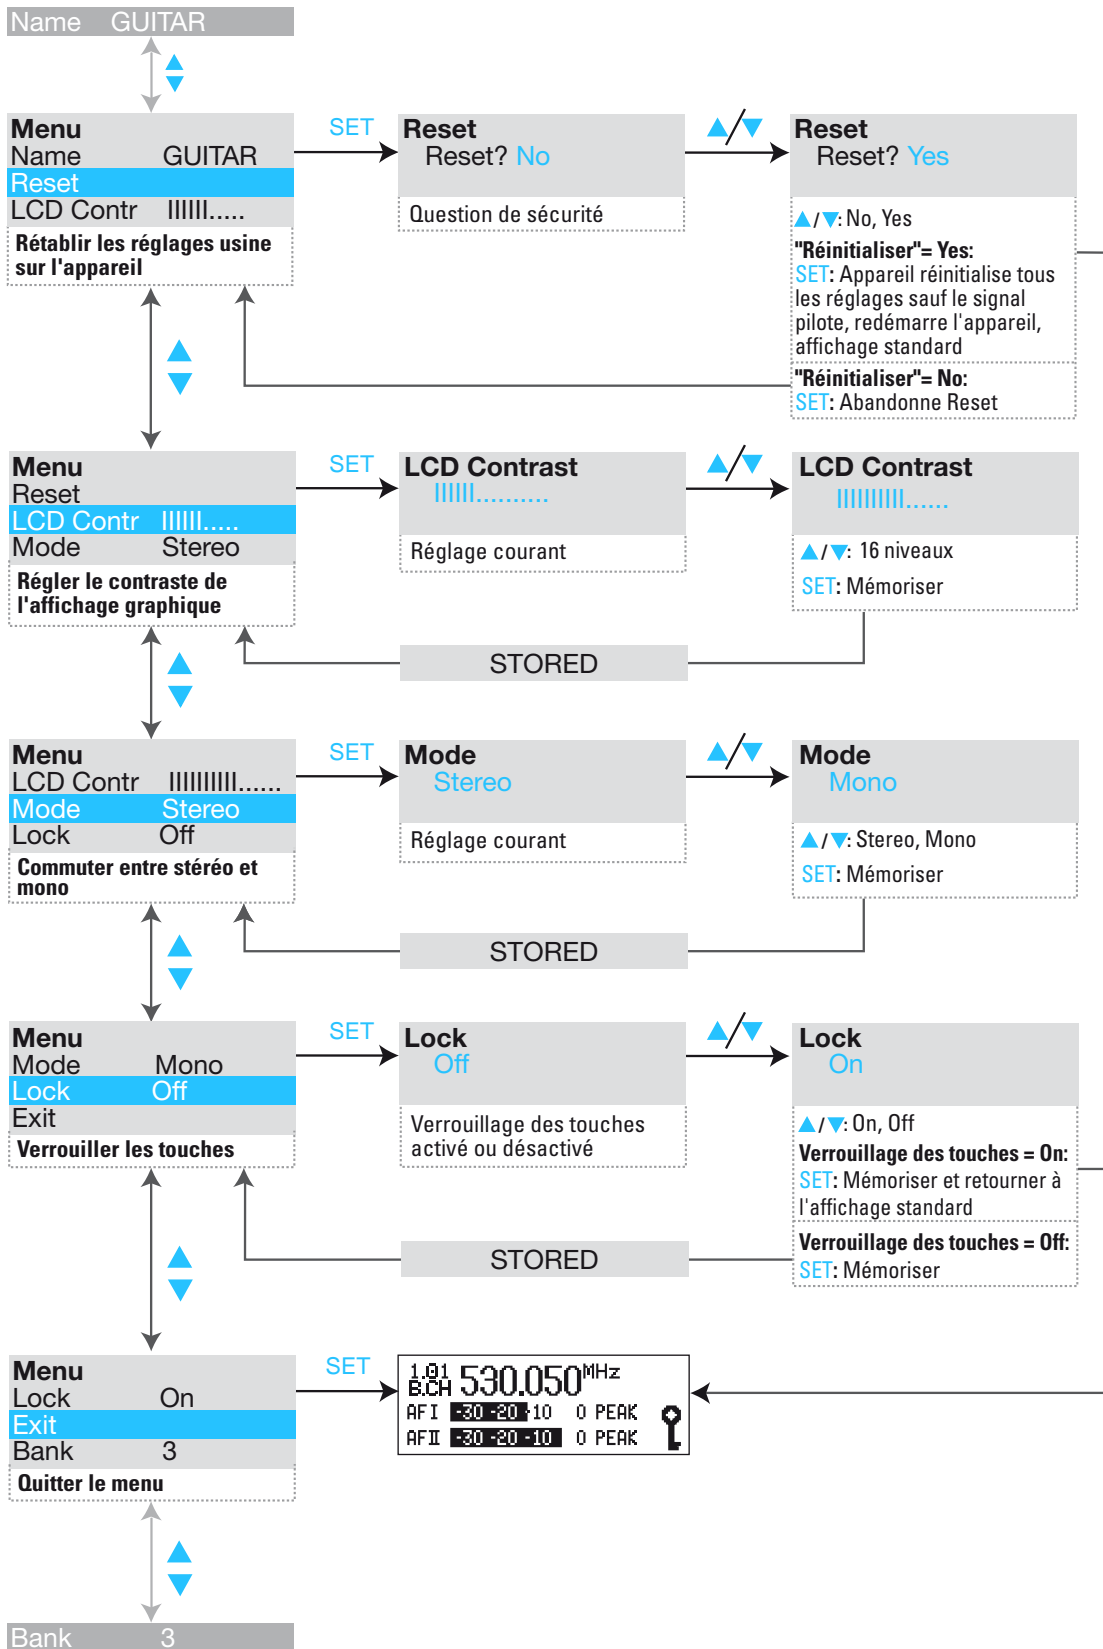 Name GUITAR
Menu
Name GUITAR
Reset
LCD Contr IIIIII.....
Rétablir les réglages usine
sur l'appareil
SET
Reset
Reset? No
Question de sécurité
▲/▼
Reset
Reset? Yes
▲/▼: No, Yes
"Réinitialiser"= Yes:
SET: Appareil réinitialise tous
les réglages sauf le signal
pilote, redémarre l'appareil,
affichage standard
"Réinitialiser"= No:
SET: Abandonne Reset
Menu
Reset
LCD Contr IIIIII.....
Mode Stereo
Régler le contraste de
l'affichage graphique
SET
LCD Contrast
IIIIII..........
Réglage courant
▲/▼
LCD Contrast
IIIIIIIIII......
▲/▼: 16 niveaux
SET: Mémoriser
STORED
Menu
LCD Contr IIIIIIIIII......
Mode Stereo
Lock Off
Commuter entre stéréo et
mono
SET
Mode
Stereo
Réglage courant
▲/▼
Mode
Mono
▲/▼: Stereo, Mono
SET: Mémoriser
STORED
Menu
Mode Mono
Lock Off
Exit
Verrouiller les touches
SET
Lock
Off
Verrouillage des touches
activé ou désactivé
▲/▼
Lock
On
▲/▼: On, Off
Verrouillage des touches = On:
SET: Mémoriser et retourner à
l'affichage standard
Verrouillage des touches = Off:
SET: Mémoriser
STORED
Menu
Lock On
Exit
Bank 3
Quitter le menu
SET
1.01
B.CH 530.050 MHz
AF I -30 -20 -10 0 PEAK
AF II -30 -20 -10 0 PEAK
Bank 3